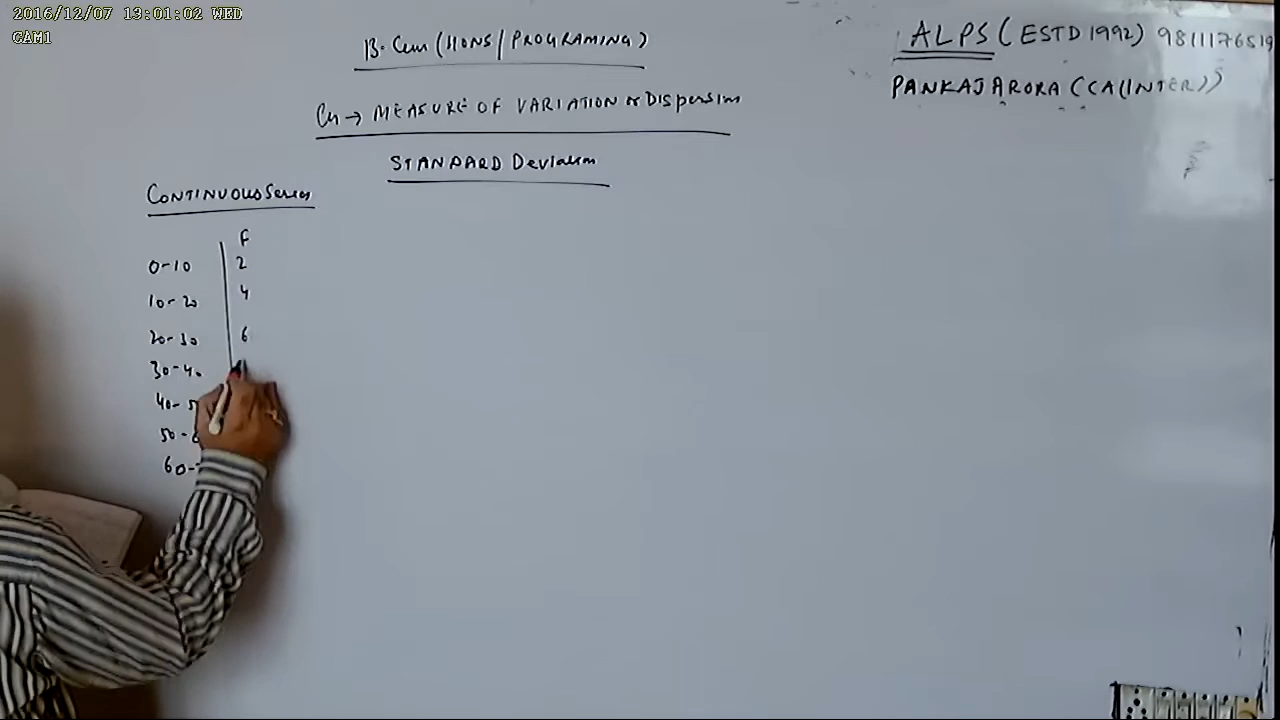 2016/12/07 13:01:02 WED
CAM1
B. Com (HONS/PROGRAMING)
ALPS (ESTD 1992) 9811176519
PANKAJ ARORA (CA(INTER))
CH → MEASURE OF VARIATION or Dispersion
STANDARD Deviation
CONTINUOUS Series
F
0-10 2
10-20 4
20-30 6
30-40
40-5
50-
60-